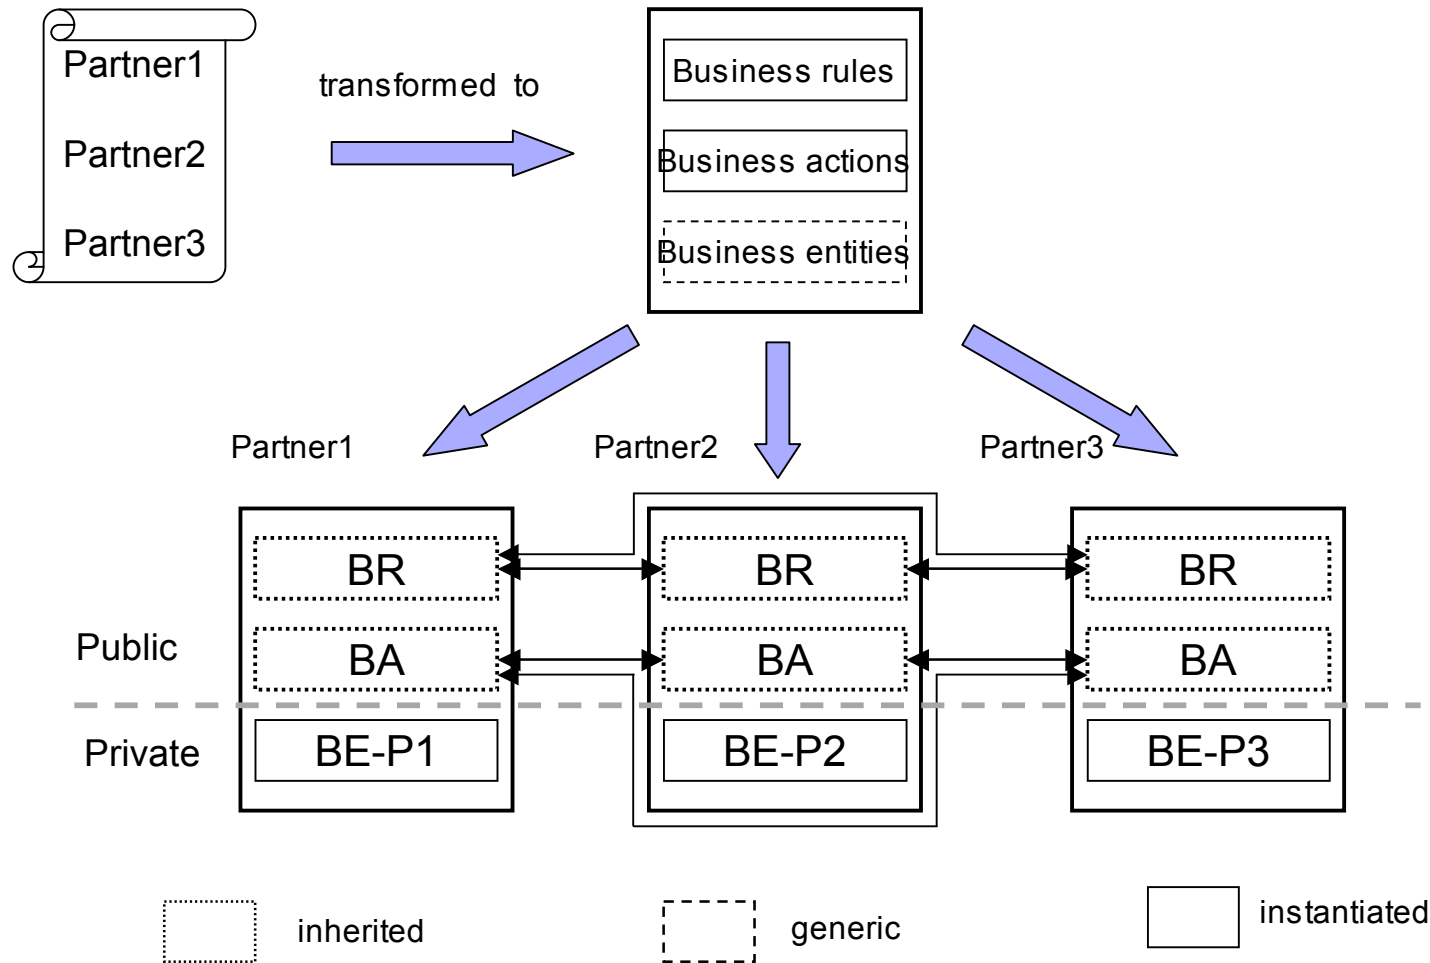 Partner1
Partner2
Partner3
transformed to
Business rules
Business actions
Business entities
Partner1
Partner2
Partner3
BR
BR
BR
Public
BA
BA
BA
Private
BE-P1
BE-P2
BE-P3
inherited
generic
instantiated